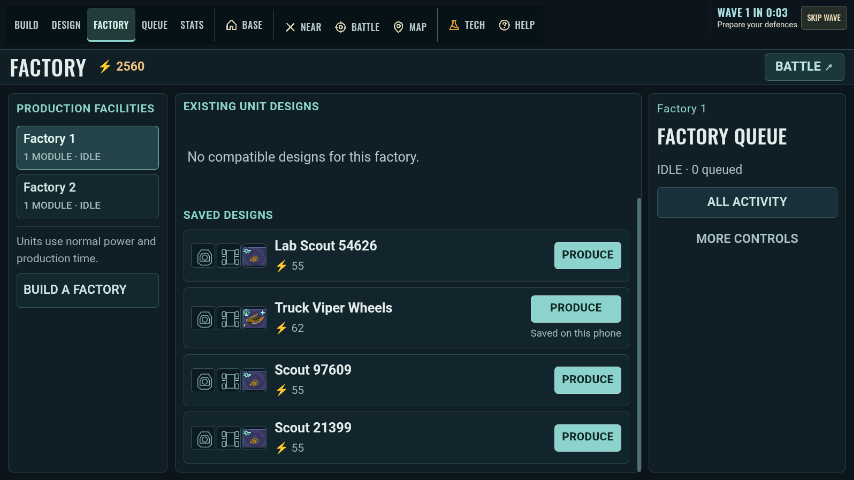 BUILD DESIGN FACTORY QUEUE STATS BASE NEAR BATTLE MAP TECH HELP
WAVE 1 IN 0:03
Prepare your defences
SKIP WAVE
FACTORY ⚡ 2560
BATTLE ↗
PRODUCTION FACILITIES
Factory 1
1 MODULE · IDLE
Factory 2
1 MODULE · IDLE
Units use normal power and
production time.
BUILD A FACTORY
EXISTING UNIT DESIGNS
No compatible designs for this factory.
SAVED DESIGNS
Lab Scout 54626
⚡ 55
PRODUCE
Truck Viper Wheels
⚡ 62
PRODUCE
Saved on this phone
Scout 97609
⚡ 55
PRODUCE
Scout 21399
⚡ 55
PRODUCE
Factory 1
FACTORY QUEUE
IDLE · 0 queued
ALL ACTIVITY
MORE CONTROLS